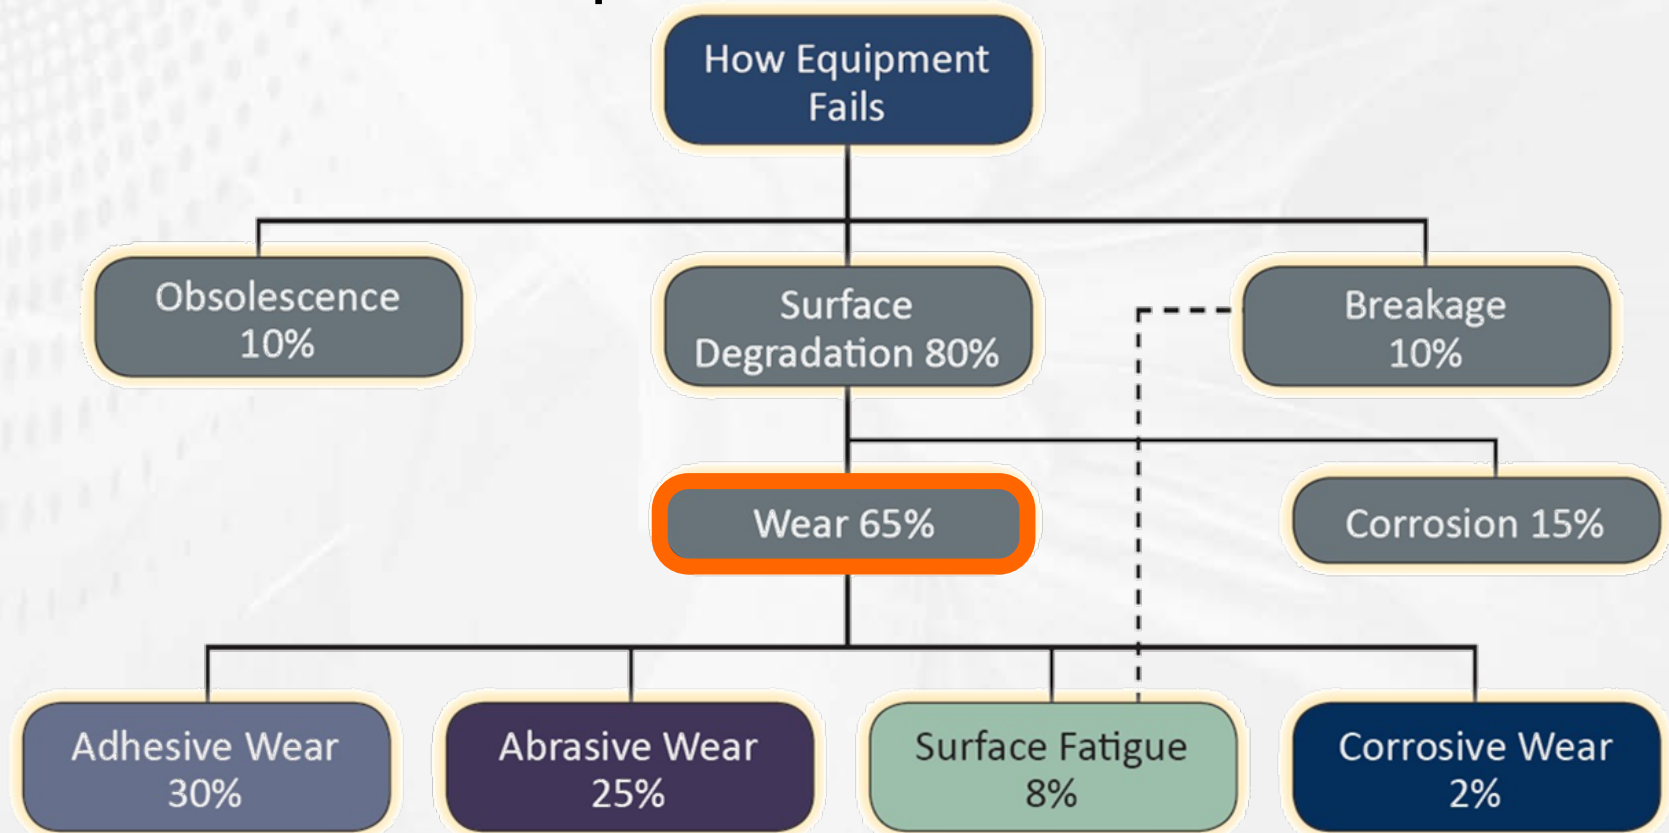 How Equipment
Fails
Obsolescence
10%
Surface
Degradation 80%
Breakage
10%
Wear 65%
Corrosion 15%
Adhesive Wear
30%
Abrasive Wear
25%
Surface Fatigue
8%
Corrosive Wear
2%